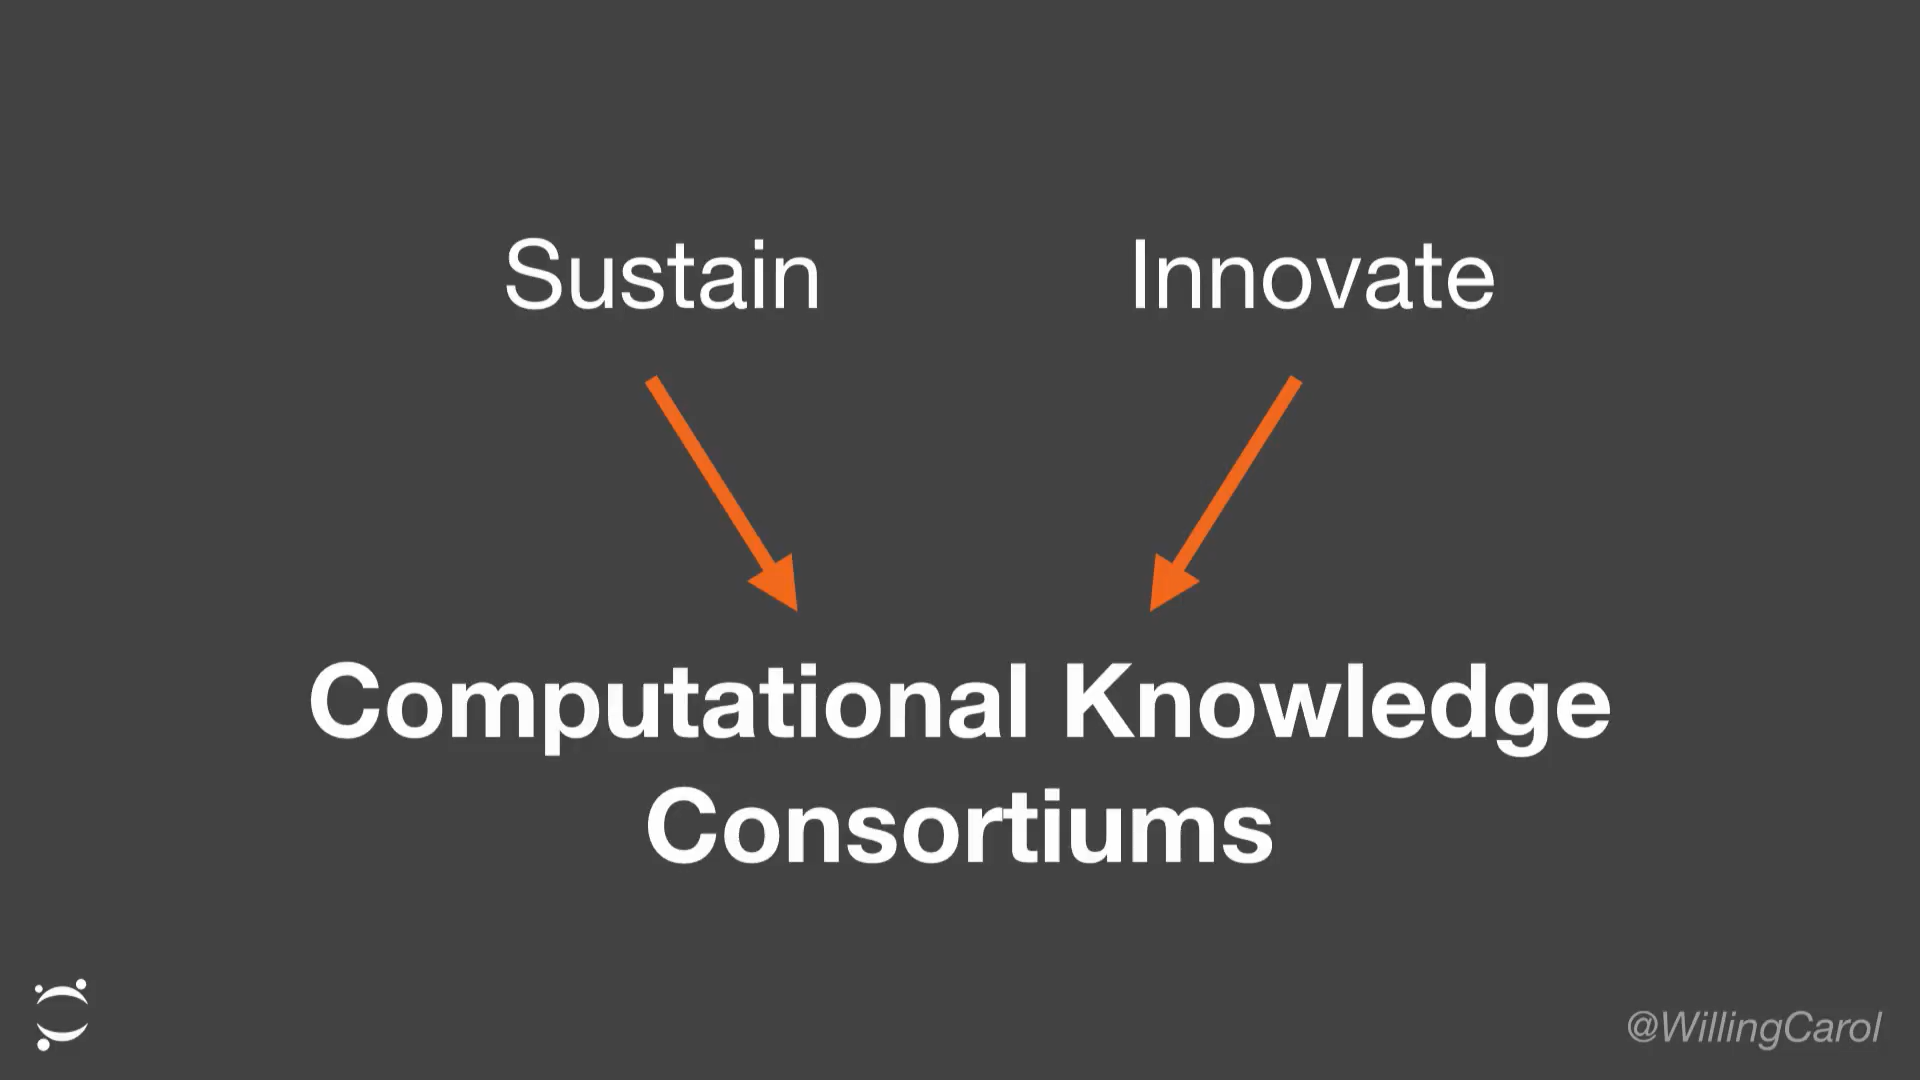 Sustain Innovate
Computational Knowledge
Consortiums
@WillingCarol